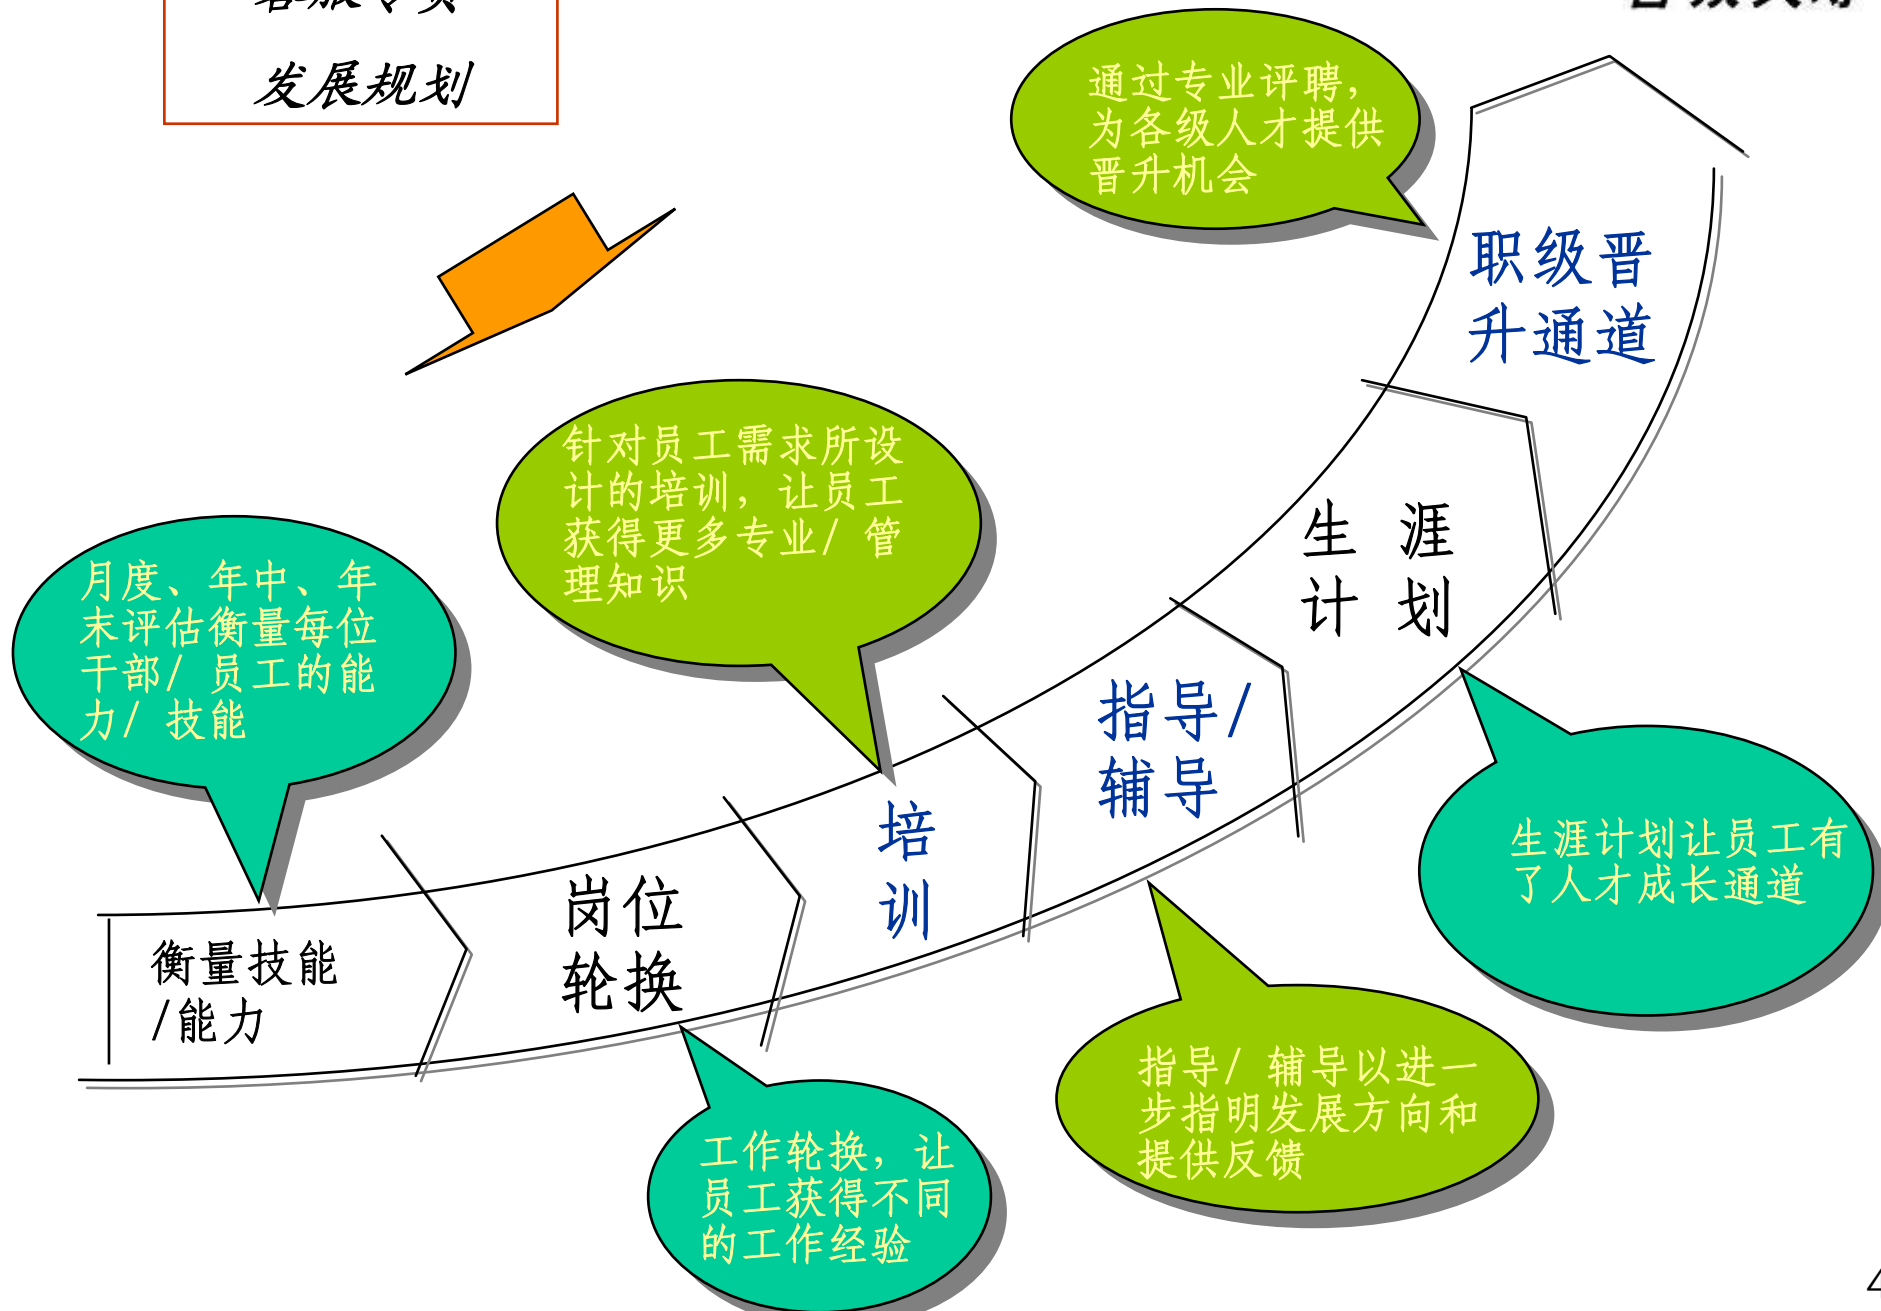 客服专员
发展规划
通过专业评聘，
为各级人才提供
晋升机会
职级晋
升通道
针对员工需求所设
计的培训，让员工
获得更多专业/ 管
理知识
生 涯
计 划
月度、年中、年
末评估衡量每位
干部/ 员工的能
力/ 技能
指导/
辅导
培
训
生涯计划让员工有
了人才成长通道
岗位
轮换
衡量技能
/能力
指导/ 辅导以进一
步指明发展方向和
提供反馈
工作轮换，让
员工获得不同
的工作经验